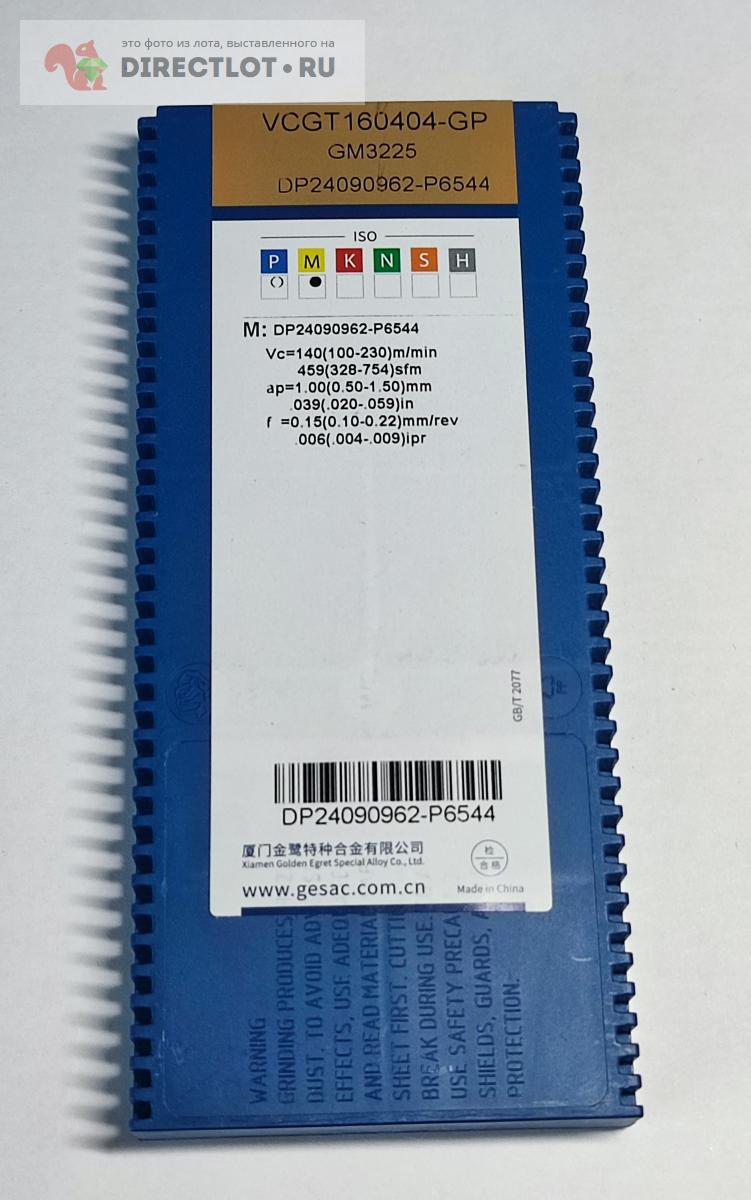 это фото из лота, выставленного на
DIRECTLOT.RU
VCGT160404-GP
GM3225
DP24090962-P6544
ISO
P M K N S H
M: DP24090962-P6544
Vc=140(100-230)m/min
459(328-754)sfm
ap=1.00(0.50-1.50)mm
.039(.020-.059)in
f =0.15(0.10-0.22)mm/rev
.006(.004-.009)ipr
GB/T 2077
PP
DP24090962-P6544
厦门金鹭特种合金有限公司
Xiamen Golden Egret Special Alloy Co., Ltd.
检
合格
www.gesac.com.cn
Made in China
WARNING
GRINDING PRODUCES
DUST. TO AVOID ADV
EFFECTS, USE ADEQ
AND READ MATERIA
SHEET FIRST. CUTTIN
BREAK DURING USE.
USE SAFETY PRECA
SHIELDS, GUARDS, A
PROTECTION.